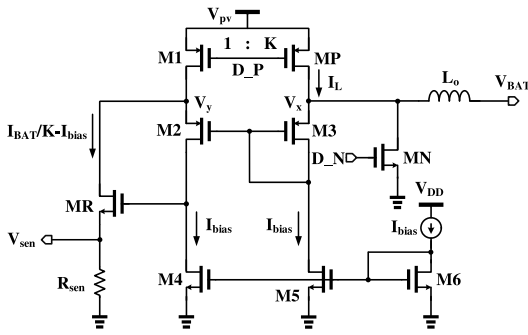 V_pv
M1
1 : K
MP
D_P
I_L
L_o
V_BAT
V_y
V_x
I_BAT/K-I_bias
M2
M3
D_N
MN
MR
V_DD
I_bias
I_bias
I_bias
V_sen
R_sen
M4
M5
M6